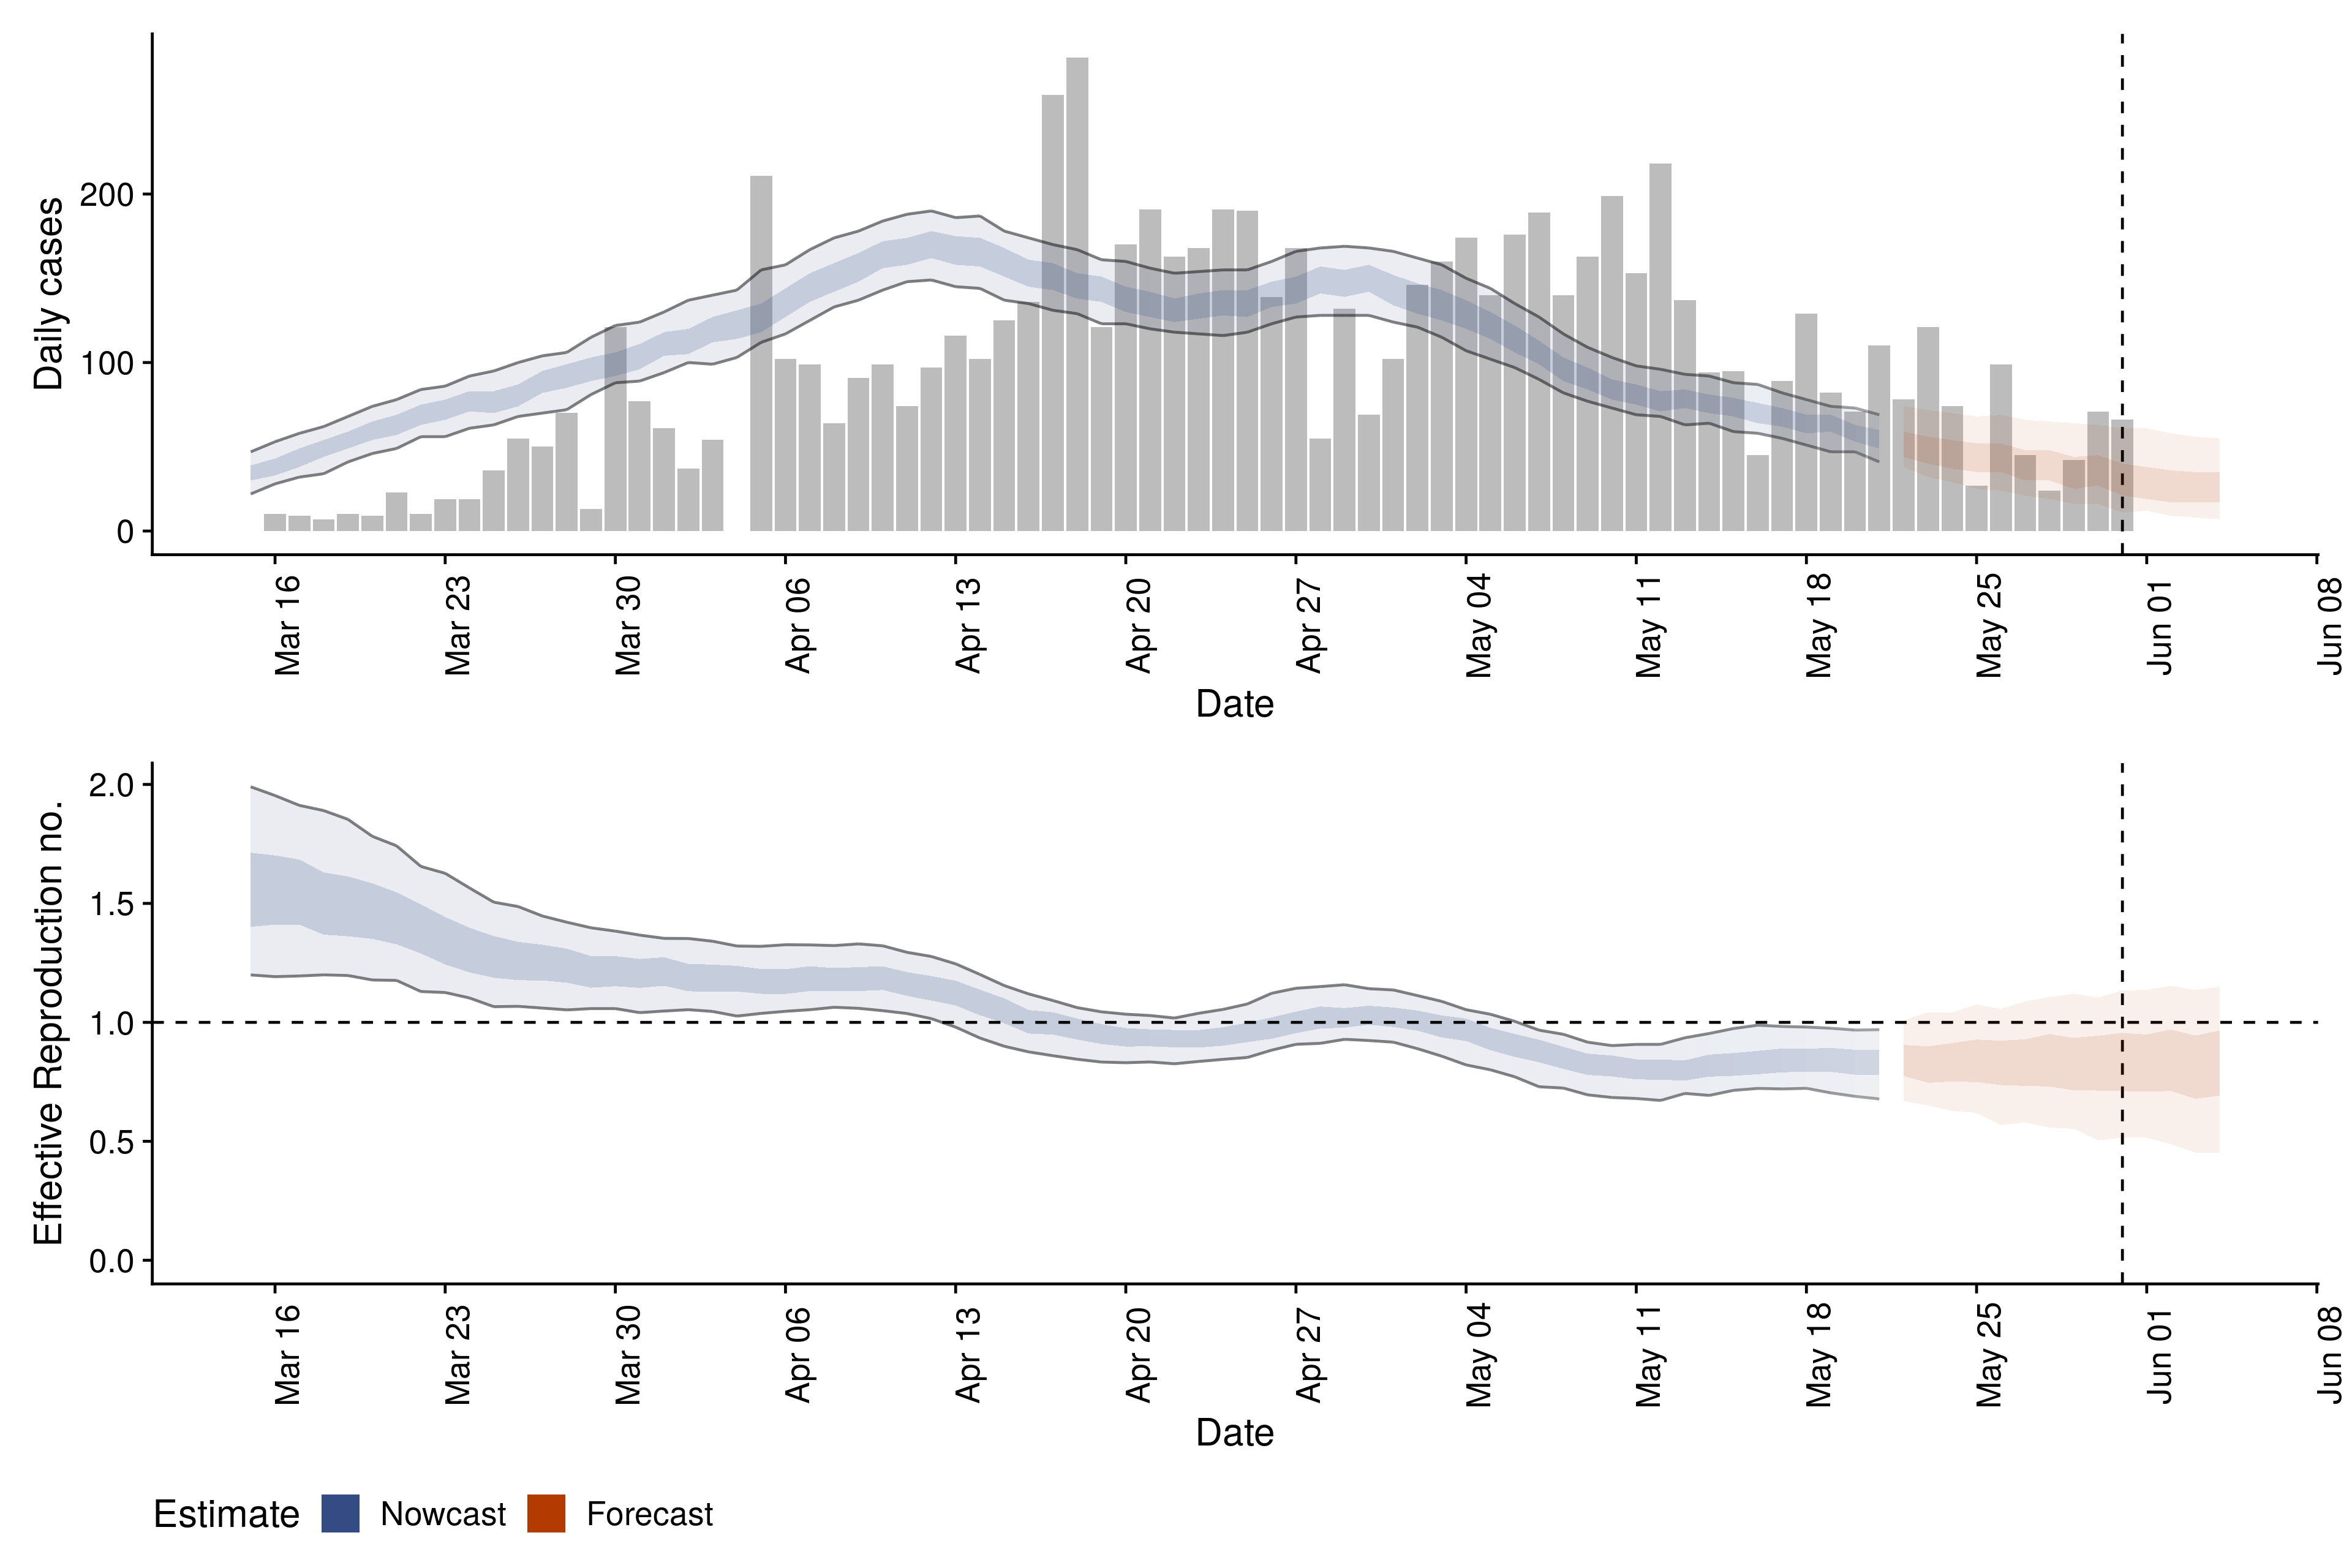 Daily cases
200
100
0
Mar 16
Mar 23
Mar 30
Apr 06
Apr 13
Apr 20
Apr 27
May 04
May 11
May 18
May 25
Jun 01
Jun 08
Date
Effective Reproduction no.
2.0
1.5
1.0
0.5
0.0
Mar 16
Mar 23
Mar 30
Apr 06
Apr 13
Apr 20
Apr 27
May 04
May 11
May 18
May 25
Jun 01
Jun 08
Date
Estimate Nowcast Forecast